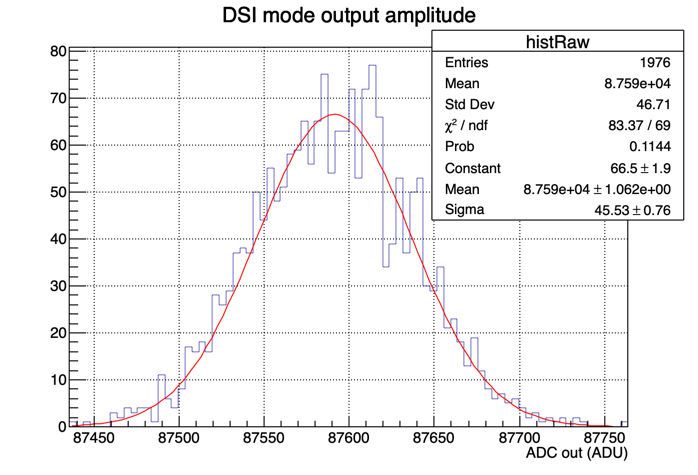 DSI mode output amplitude
histRaw
Entries 1976
Mean 8.759e+04
Std Dev 46.71
χ² / ndf 83.37 / 69
Prob 0.1144
Constant 66.5 ± 1.9
Mean 8.759e+04 ± 1.062e+00
Sigma 45.53 ± 0.76
80
70
60
50
40
30
20
10
0
87450 87500 87550 87600 87650 87700 87750
ADC out (ADU)